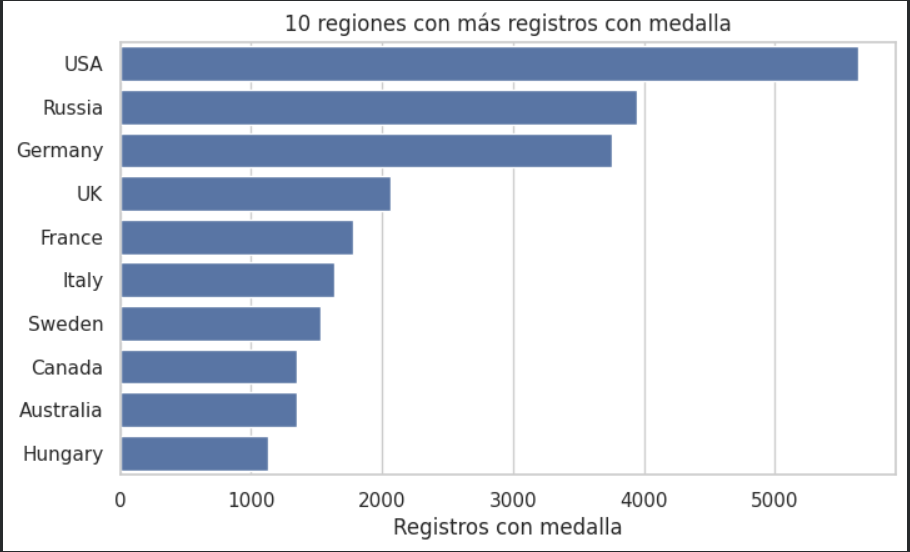 10 regiones con más registros con medalla
USA
Russia
Germany
UK
France
Italy
Sweden
Canada
Australia
Hungary
0 1000 2000 3000 4000 5000
Registros con medalla